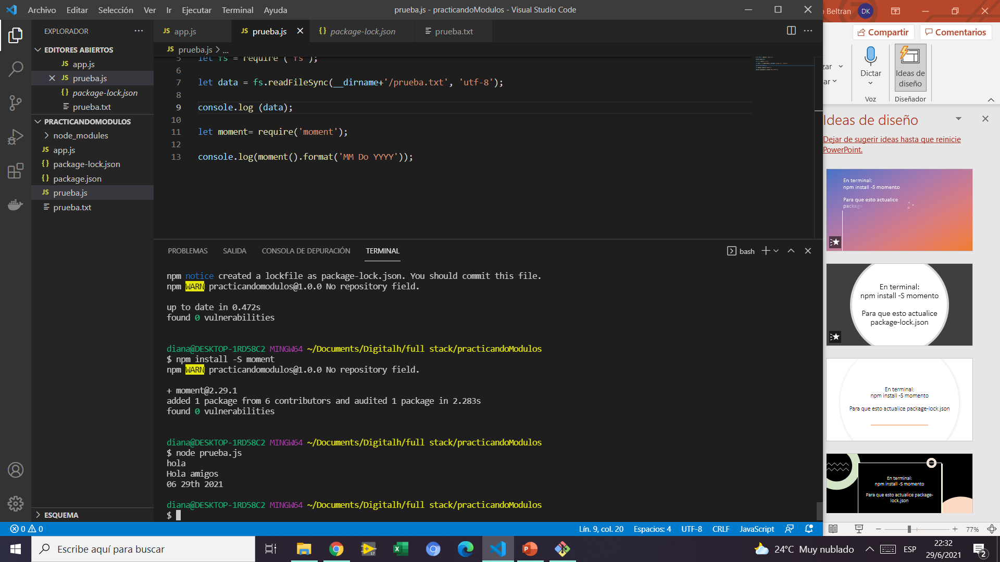 Archivo Editar Selección Ver Ir Ejecutar Terminal Ayuda
prueba.js - practicandoModulos - Visual Studio Code
EXPLORADOR
EDITORES ABIERTOS
JS app.js
JS prueba.js
{} package-lock.json
prueba.txt
PRACTICANDOMODULOS
node_modules
JS app.js
{} package-lock.json
{} package.json
JS prueba.js
prueba.txt
ESQUEMA
JS app.js
JS prueba.js
{} package-lock.json
prueba.txt
JS prueba.js > ...
5 let fs = require ('fs');
6
7 let data = fs.readFileSync(__dirname+'/prueba.txt', 'utf-8');
8
9 console.log (data);
10
11 let moment= require('moment');
12
13 console.log(moment().format('MM Do YYYY'));
PROBLEMAS SALIDA CONSOLA DE DEPURACIÓN TERMINAL
bash
npm notice created a lockfile as package-lock.json. You should commit this file.
npm WARN practicandomodulos@1.0.0 No repository field.
up to date in 0.472s
found 0 vulnerabilities
diana@DESKTOP-1RD58C2 MINGW64 ~/Documents/Digitalh/full stack/practicandoModulos
$ npm install -S moment
npm WARN practicandomodulos@1.0.0 No repository field.
+ moment@2.29.1
added 1 package from 6 contributors and audited 1 package in 2.283s
found 0 vulnerabilities
diana@DESKTOP-1RD58C2 MINGW64 ~/Documents/Digitalh/full stack/practicandoModulos
$ node prueba.js
hola
Hola amigos
06 29th 2021
diana@DESKTOP-1RD58C2 MINGW64 ~/Documents/Digitalh/full stack/practicandoModulos
$
0 0
Lín. 9, col. 20 Espacios: 4 UTF-8 CRLF JavaScript
o Beltran DK
Compartir Comentarios
zar
ar
Dictar
Ideas de
diseño
Voz Diseñador
Ideas de diseño
Dejar de sugerir ideas hasta que reinicie
PowerPoint.
En terminal:
npm install -S momento
Para que esto actualice
package
En terminal:
npm install -S momento
Para que esto actualice
package-lock.json
En terminal:
npm install -S momento
Para que esto actualice package-lock.json
En terminal:
npm install -S momento
Para que esto actualice package-
lock.json
77%
Escribe aquí para buscar
24°C Muy nublado
ESP
22:32
29/6/2021
2